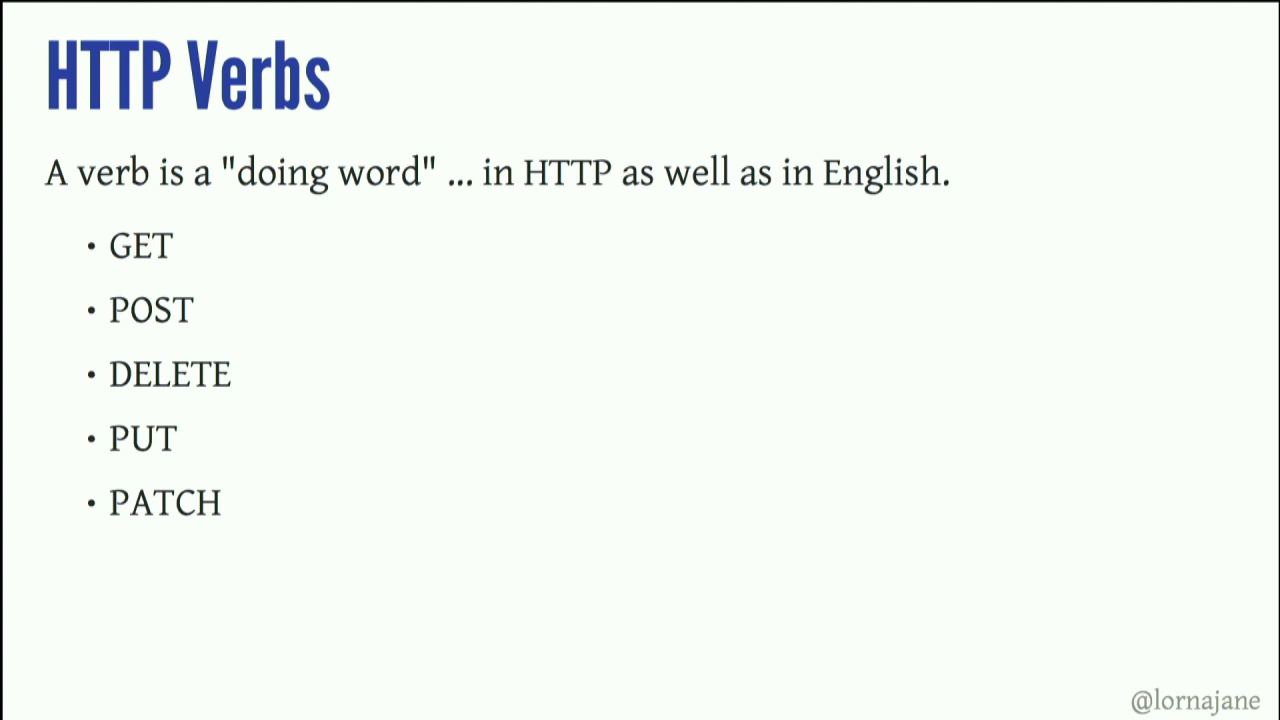 HTTP Verbs
A verb is a "doing word" ... in HTTP as well as in English.
• GET
• POST
• DELETE
• PUT
• PATCH
@lornajane